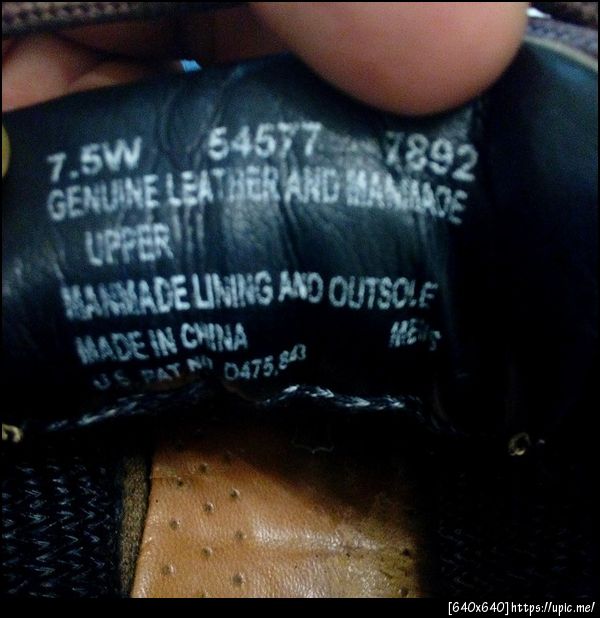 7.5W 54577 7892
GENUINE LEATHER AND MANMADE
UPPER
MANMADE LINING AND OUTSOLE
MADE IN CHINA MENS
U.S. PAT NO D475,843
[640x640]https://upic.me/